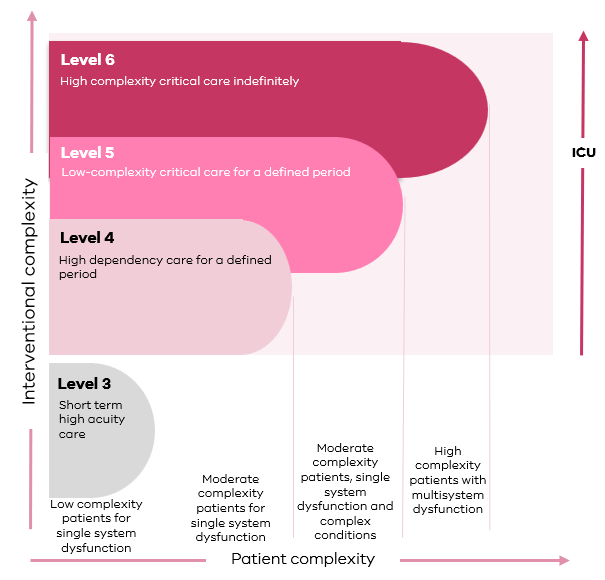 Level 6
High complexity critical care indefinitely
ICU
Level 5
Low-complexity critical care for a defined period
Interventional complexity
Level 4
High dependency care for a defined
period
Level 3
Short term
high acuity
care
Low complexity
patients for
single system
dysfunction
Moderate
complexity
patients for
single system
dysfunction
Moderate
complexity
patients, single
system
dysfunction and
complex
conditions
High
complexity
patients with
multisystem
dysfunction
Patient complexity